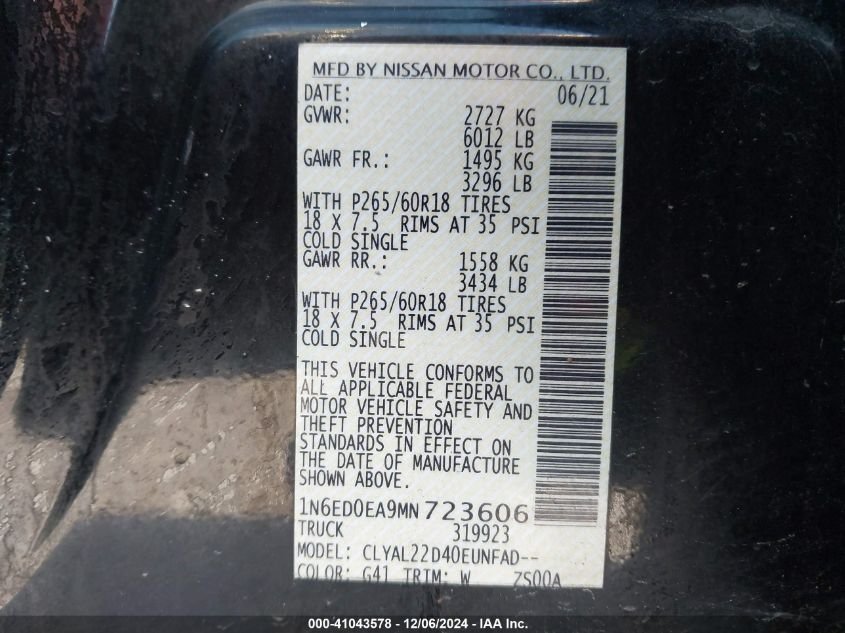 MFD BY NISSAN MOTOR CO., LTD.
DATE: 06/21
GVWR: 2727 KG
6012 LB
GAWR FR.: 1495 KG
3296 LB
WITH P265/60R18 TIRES
18 X 7.5 RIMS AT 35 PSI
COLD SINGLE
GAWR RR.: 1558 KG
3434 LB
WITH P265/60R18 TIRES
18 X 7.5 RIMS AT 35 PSI
COLD SINGLE
THIS VEHICLE CONFORMS TO
ALL APPLICABLE FEDERAL
MOTOR VEHICLE SAFETY AND
THEFT PREVENTION
STANDARDS IN EFFECT ON
THE DATE OF MANUFACTURE
SHOWN ABOVE.
1N6ED0EA9MN723606
TRUCK 319923
MODEL: CLYAL22D40EUNFAD--
COLOR: G41 TRIM: W ZS00A
000-41043578 - 12/06/2024 - IAA Inc.